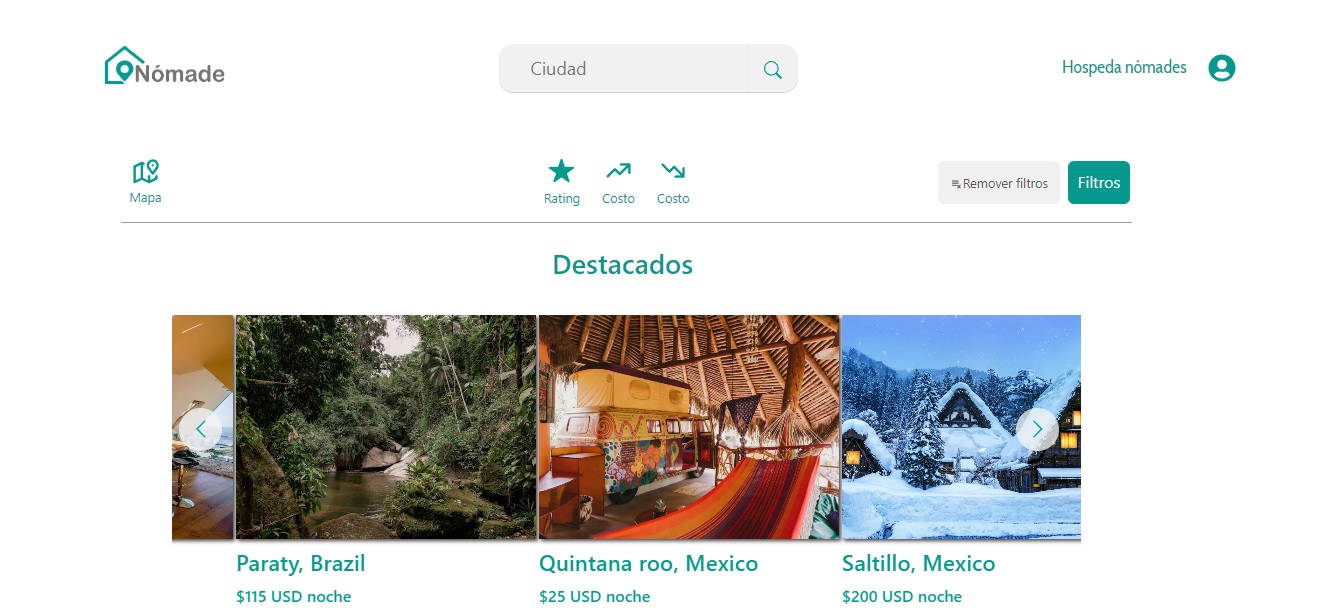 Nómade
Ciudad
Hospeda nómades
Mapa
Rating
Costo
Costo
Remover filtros
Filtros
Destacados
Paraty, Brazil
$115 USD noche
Quintana roo, Mexico
$25 USD noche
Saltillo, Mexico
$200 USD noche